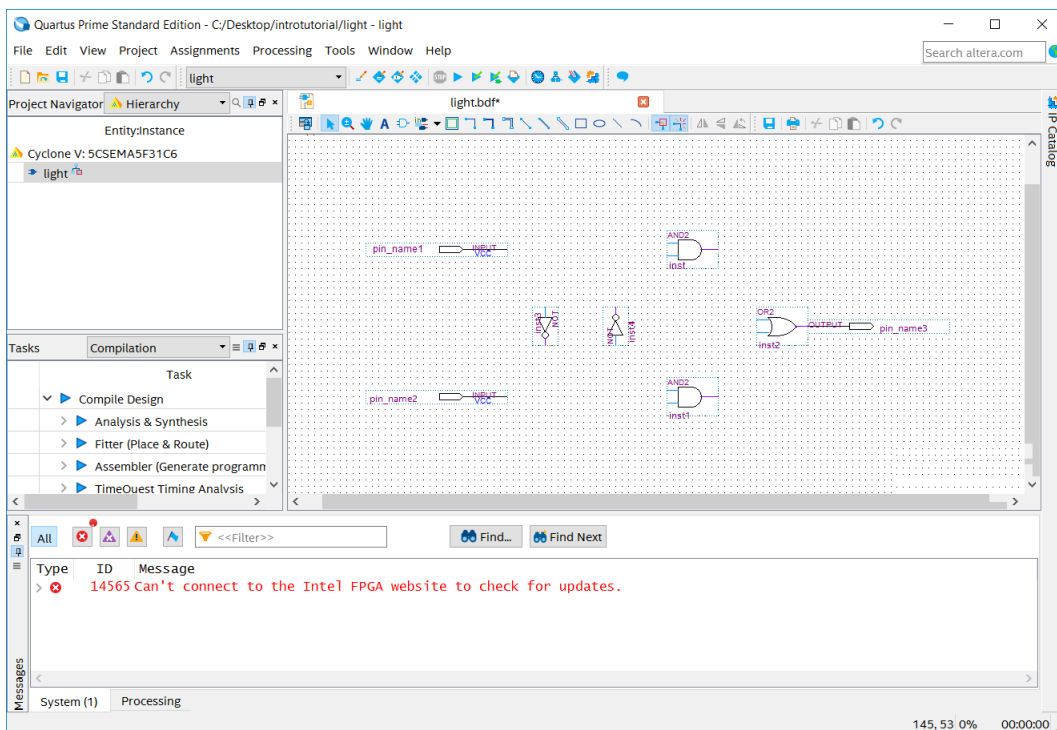 Quartus Prime Standard Edition - C:/Desktop/introtutorial/light - light
File Edit View Project Assignments Processing Tools Window Help
Search altera.com
light
Project Navigator Hierarchy
light.bdf*
Entity:Instance
Cyclone V: 5CSEMA5F31C6
light
IP Catalog
pin_name1 INPUT
VCC
AND2
inst
inst3
NOT
NOT
inst4
OR2
inst2
OUTPUT pin_name3
pin_name2 INPUT
VCC
AND2
inst1
Tasks Compilation
Task
Compile Design
Analysis & Synthesis
Fitter (Place & Route)
Assembler (Generate programm
TimeQuest Timing Analysis
All <<Filter>> Find... Find Next
Type ID Message
14565 Can't connect to the Intel FPGA website to check for updates.
Messages
System (1) Processing
145, 53 0% 00:00:00